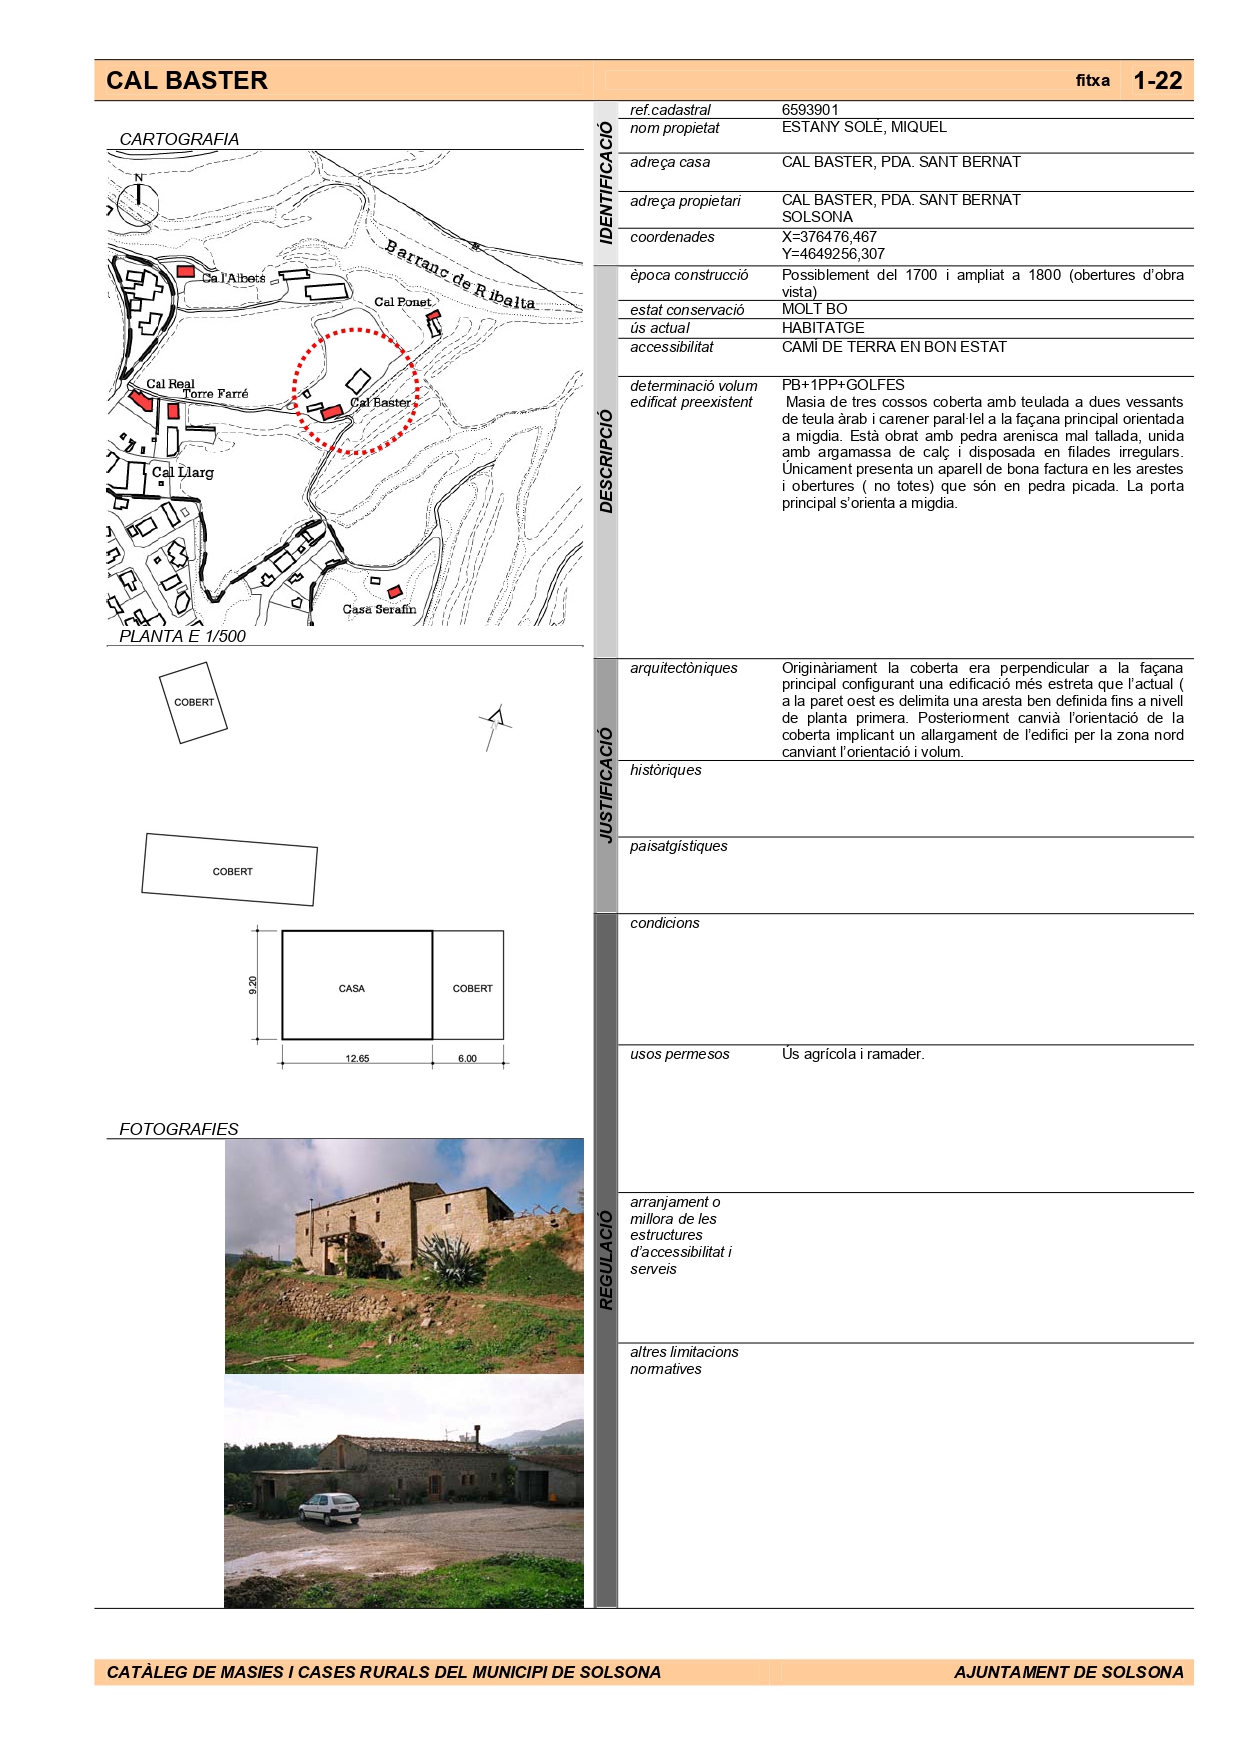 CAL BASTER
fitxa 1-22
CARTOGRAFIA
N
Barranc de Ribalta
Ca l'Albets
Cal Ponet
Cal Real
Torre Farré
Cal Baster
Cal Llarg
Casa Serafín
PLANTA E 1/500
COBERT
COBERT
CASA
COBERT
9.20
12.65
6.00
FOTOGRAFIES
IDENTIFICACIÓ
ref.cadastral 6593901
nom propietat ESTANY SOLÉ, MIQUEL
adreça casa CAL BASTER, PDA. SANT BERNAT
adreça propietari CAL BASTER, PDA. SANT BERNAT
SOLSONA
coordenades X=376476,467
Y=4649256,307
DESCRIPCIÓ
època construcció Possiblement del 1700 i ampliat a 1800 (obertures d'obra
vista)
estat conservació MOLT BO
ús actual HABITATGE
accessibilitat CAMÍ DE TERRA EN BON ESTAT
determinació volum PB+1PP+GOLFES
edificat preexistent Masia de tres cossos coberta amb teulada a dues vessants
de teula àrab i carener paral·lel a la façana principal orientada
a migdia. Està obrat amb pedra arenisca mal tallada, unida
amb argamassa de calç i disposada en filades irregulars.
Únicament presenta un aparell de bona factura en les arestes
i obertures ( no totes) que són en pedra picada. La porta
principal s'orienta a migdia.
JUSTIFICACIÓ
arquitectòniques Originàriament la coberta era perpendicular a la façana
principal configurant una edificació més estreta que l'actual (
a la paret oest es delimita una aresta ben definida fins a nivell
de planta primera. Posteriorment canvià l'orientació de la
coberta implicant un allargament de l'edifici per la zona nord
canviant l'orientació i volum.
històriques
paisatgístiques
REGULACIÓ
condicions
usos permesos Ús agrícola i ramader.
arranjament o
millora de les
estructures
d'accessibilitat i
serveis
altres limitacions
normatives
CATÀLEG DE MASIES I CASES RURALS DEL MUNICIPI DE SOLSONA
AJUNTAMENT DE SOLSONA